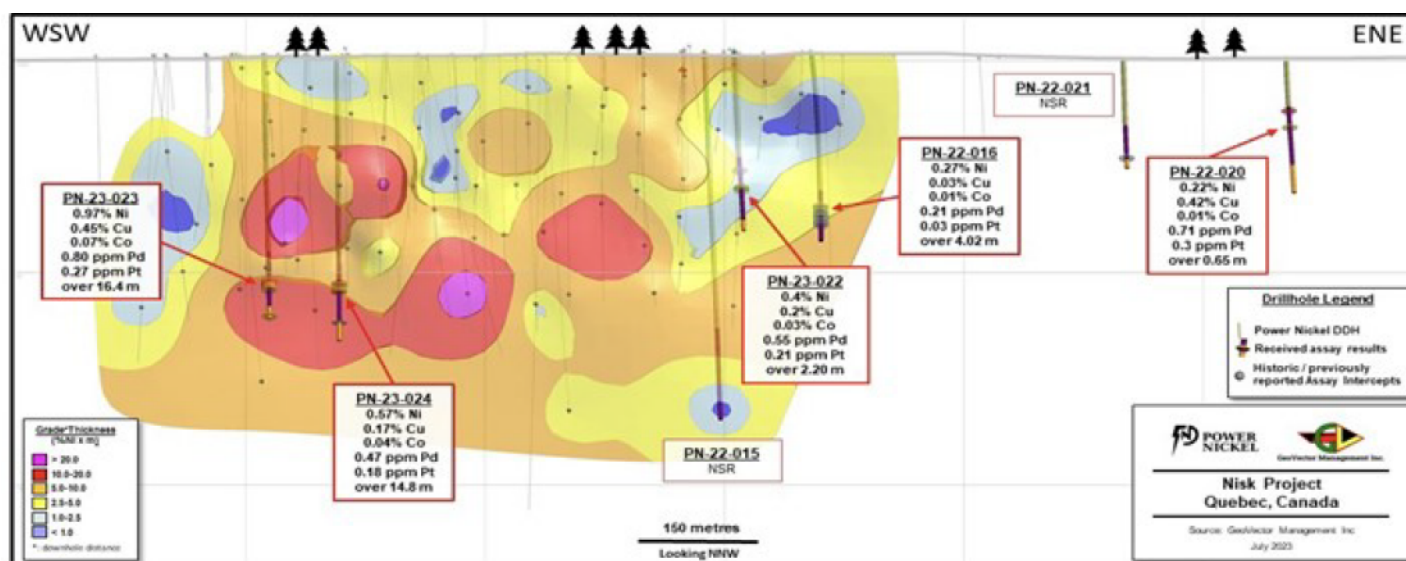 WSW
ENE
PN-22-021
NSR
PN-22-016
0.27% Ni
0.03% Cu
0.01% Co
0.21 ppm Pd
0.03 ppm Pt
over 4.02 m
PN-22-020
0.22% Ni
0.42% Cu
0.01% Co
0.71 ppm Pd
0.3 ppm Pt
over 0.65 m
PN-23-023
0.97% Ni
0.45% Cu
0.07% Co
0.80 ppm Pd
0.27 ppm Pt
over 16.4 m
PN-23-022
0.4% Ni
0.2% Cu
0.03% Co
0.55 ppm Pd
0.21 ppm Pt
over 2.20 m
PN-23-024
0.57% Ni
0.17% Cu
0.04% Co
0.47 ppm Pd
0.18 ppm Pt
over 14.8 m
PN-22-015
NSR
Drillhole Legend
Power Nickel DDH
Received assay results
Historic / previously
reported Assay Intercepts
Grade*Thickness
(%Ni x m)
> 20.0
10.0-20.0
5.0-10.0
2.5-5.0
1.0-2.5
< 1.0
*: downhole distance
150 metres
Looking NNW
POWER
NICKEL
GeoVector Management Inc.
Nisk Project
Quebec, Canada
Source: GeoVector Management Inc
July 2023